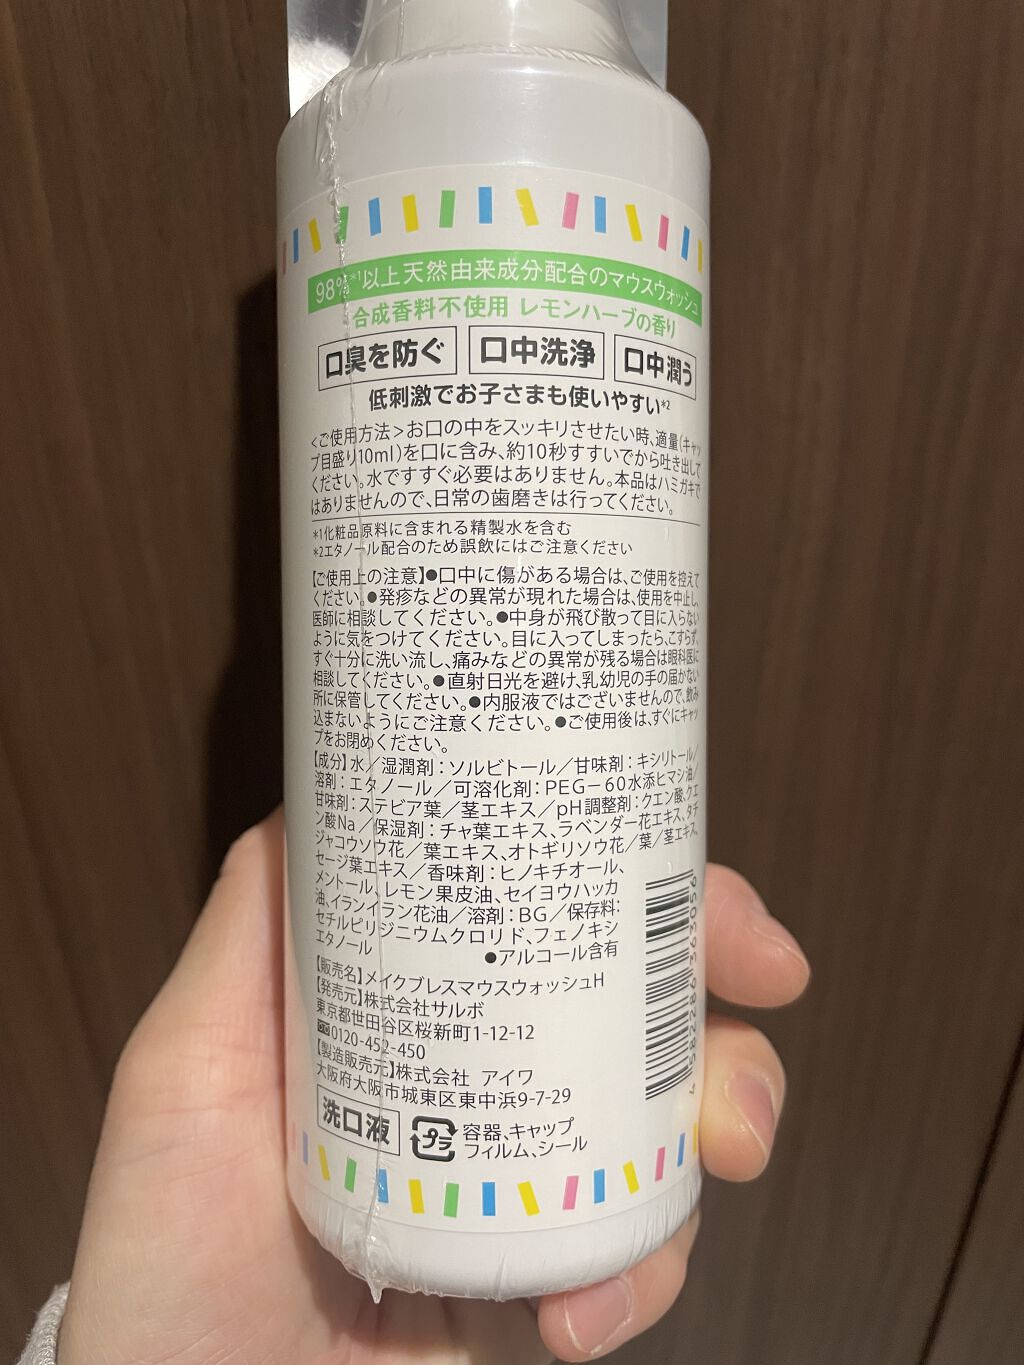 98%*1以上天然由来成分配合のマウスウォッシュ
合成香料不使用 レモンハーブの香り
口臭を防ぐ 口中洗浄 口中潤う
低刺激でお子さまも使いやすい*2
<ご使用方法>お口の中をスッキリさせたい時、適量(キャッ
プ目盛り10ml)を口に含み、約10秒すすいでから吐き出して
ください。水ですすぐ必要はありません。本品はハミガキで
はありませんので、日常の歯磨きは行ってください。
*1化粧品原料に含まれる精製水を含む
*2エタノール配合のため誤飲にはご注意ください
【ご使用上の注意】●口中に傷がある場合は、ご使用を控えて
ください。●発疹などの異常が現れた場合は、使用を中止し、
医師に相談してください。●中身が飛び散って目に入らない
ように気をつけてください。目に入ってしまったら、こすらず、
すぐ十分に洗い流し、痛みなどの異常が残る場合は眼科医に
相談してください。●直射日光を避け、乳幼児の手の届かない
所に保管してください。●内服液ではございませんので、飲み
込まないようにご注意ください。●ご使用後は、すぐにキャッ
プをお閉めください。
【成分】水/湿潤剤:ソルビトール/甘味剤:キシリトール/
溶剤:エタノール/可溶化剤:PEG-60水添ヒマシ油/
甘味剤:ステビア葉/茎エキス/pH調整剤:クエン酸、クエ
ン酸Na/保湿剤:チャ葉エキス、ラベンダー花エキス、タチ
ジャコウソウ花/葉エキス、オトギリソウ花/葉/茎エキス、
セージ葉エキス/香味剤:ヒノキチオール、
メントール、レモン果皮油、セイヨウハッカ
油、イランイラン花油/溶剤:BG/保存料:
セチルピリジニウムクロリド、フェノキシ
エタノール ●アルコール含有
【販売名】メイクブレスマウスウォッシュH
【発売元】株式会社サルボ
東京都世田谷区桜新町1-12-12
0120-452-450
【製造販売元】株式会社 アイワ
大阪府大阪市城東区東中浜9-7-29
4 582286 363056
洗口液 プラ 容器、キャップ
フィルム、シール